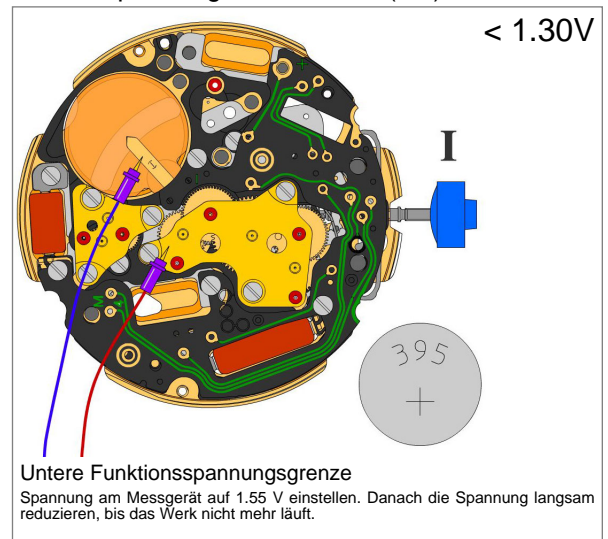 < 1.30V
I
395
+
Untere Funktionsspannungsgrenze
Spannung am Messgerät auf 1.55 V einstellen. Danach die Spannung langsam
reduzieren, bis das Werk nicht mehr läuft.